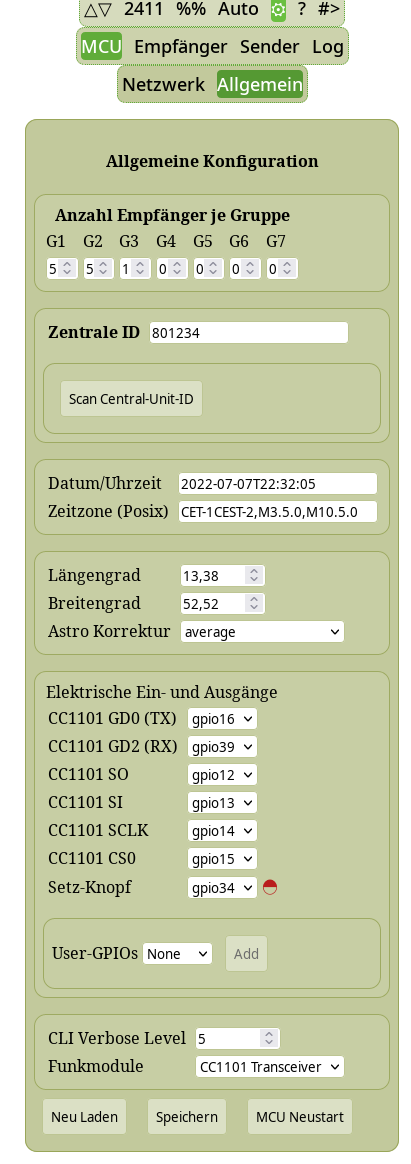 △▽ 2411 %% Auto ⚙ ? #>
MCU Empfänger Sender Log
Netzwerk Allgemein
Allgemeine Konfiguration
Anzahl Empfänger je Gruppe
G1 G2 G3 G4 G5 G6 G7
5 5 1 0 0 0 0
Zentrale ID 801234
Scan Central-Unit-ID
Datum/Uhrzeit 2022-07-07T22:32:05
Zeitzone (Posix) CET-1CEST-2,M3.5.0,M10.5.0
Längengrad 13,38
Breitengrad 52,52
Astro Korrektur average
Elektrische Ein- und Ausgänge
CC1101 GD0 (TX) gpio16
CC1101 GD2 (RX) gpio39
CC1101 SO gpio12
CC1101 SI gpio13
CC1101 SCLK gpio14
CC1101 CS0 gpio15
Setz-Knopf gpio34
User-GPIOs None Add
CLI Verbose Level 5
Funkmodule CC1101 Transceiver
Neu Laden Speichern MCU Neustart